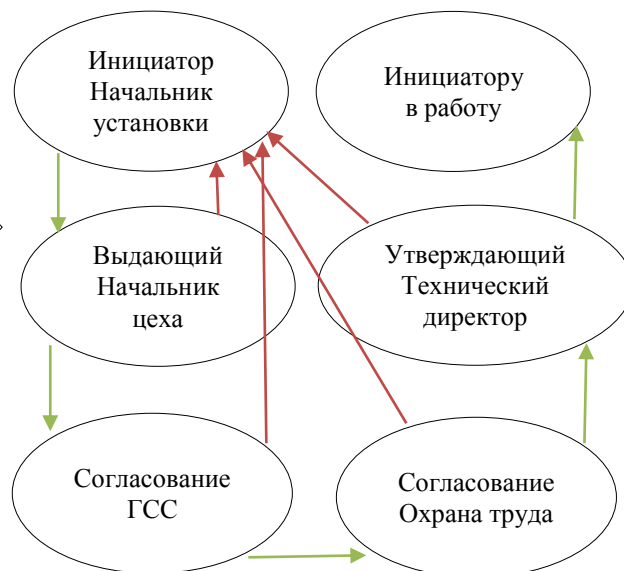 Инициатор
Начальник
установки
Инициатору
в работу
Выдающий
Начальник
цеха
Утверждающий
Технический
директор
Согласование
ГСС
Согласование
Охрана труда